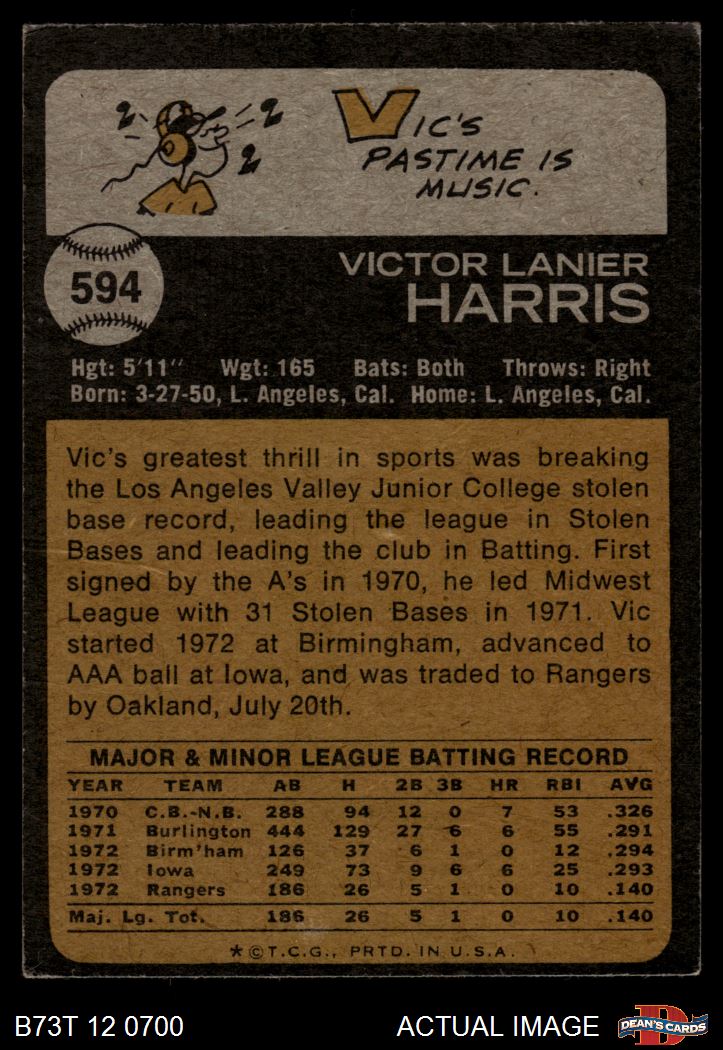 VIC'S
PASTIME IS
MUSIC.
594
VICTOR LANIER
HARRIS
Hgt: 5'11" Wgt: 165 Bats: Both Throws: Right
Born: 3-27-50, L. Angeles, Cal. Home: L. Angeles, Cal.
Vic's greatest thrill in sports was breaking
the Los Angeles Valley Junior College stolen
base record, leading the league in Stolen
Bases and leading the club in Batting. First
signed by the A's in 1970, he led Midwest
League with 31 Stolen Bases in 1971. Vic
started 1972 at Birmingham, advanced to
AAA ball at Iowa, and was traded to Rangers
by Oakland, July 20th.
MAJOR & MINOR LEAGUE BATTING RECORD
YEAR TEAM AB H 2B 3B HR RBI AVG
1970 C.B.-N.B. 288 94 12 0 7 53 .326
1971 Burlington 444 129 27 6 6 55 .291
1972 Birm'ham 126 37 6 1 0 12 .294
1972 Iowa 249 73 9 6 6 25 .293
1972 Rangers 186 26 5 1 0 10 .140
Maj. Lg. Tot. 186 26 5 1 0 10 .140
*©T.C.G., PRTD. IN U.S.A.
B73T 12 0700 ACTUAL IMAGE DEAN'S CARDS